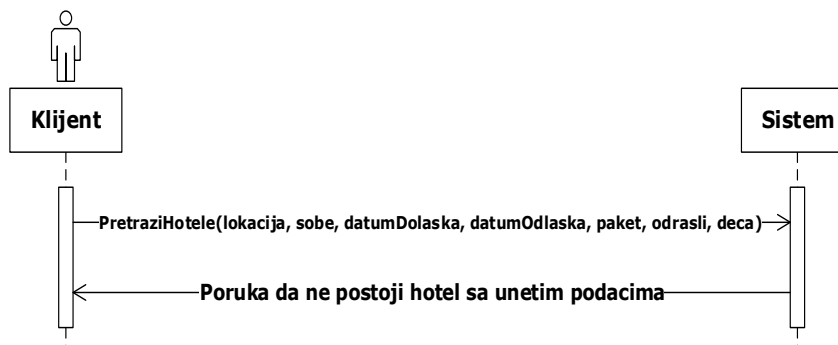 Klijent
Sistem
PretraziHotele(lokacija, sobe, datumDolaska, datumOdlaska, paket, odrasli, deca)
Poruka da ne postoji hotel sa unetim podacima